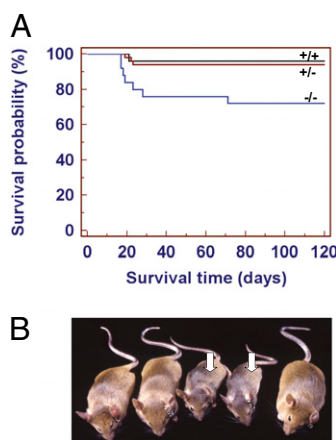 A
Survival probability (%)
100
80
60
40
20
0
+/+
+/-
-/-
0 20 40 60 80 100 120
Survival time (days)
B